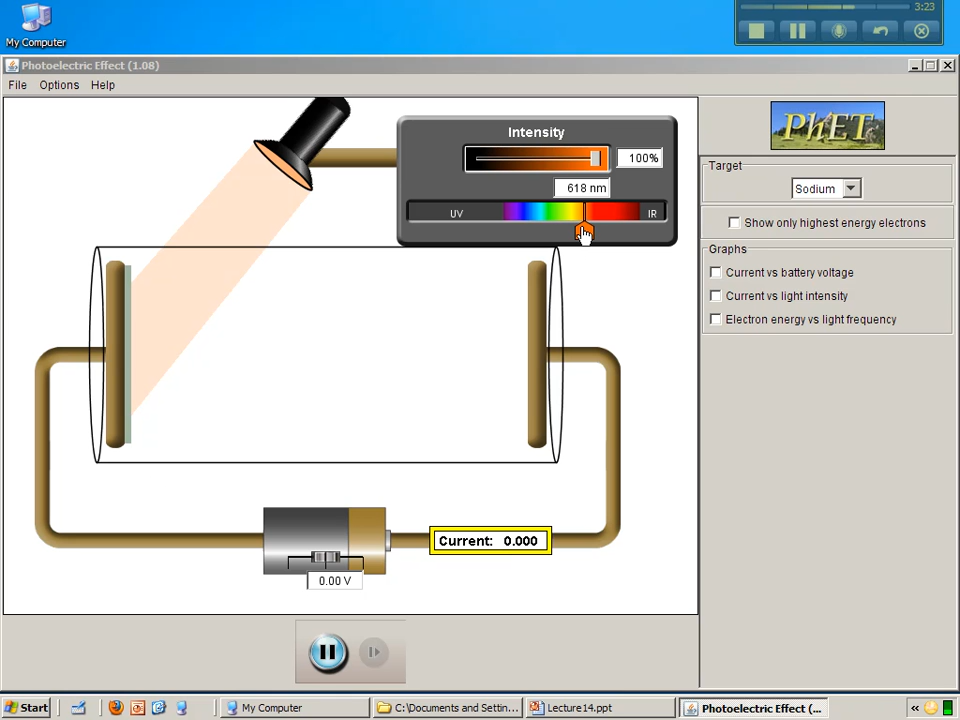 3:23
My Computer
Photoelectric Effect (1.08)
File Options Help
Intensity
100%
618 nm
UV
IR
PhET
Target
Sodium
Show only highest energy electrons
Graphs
Current vs battery voltage
Current vs light intensity
Electron energy vs light frequency
Current: 0.000
0.00 V
Start
My Computer
C:\Documents and Settin...
Lecture14.ppt
Photoelectric Effect (...